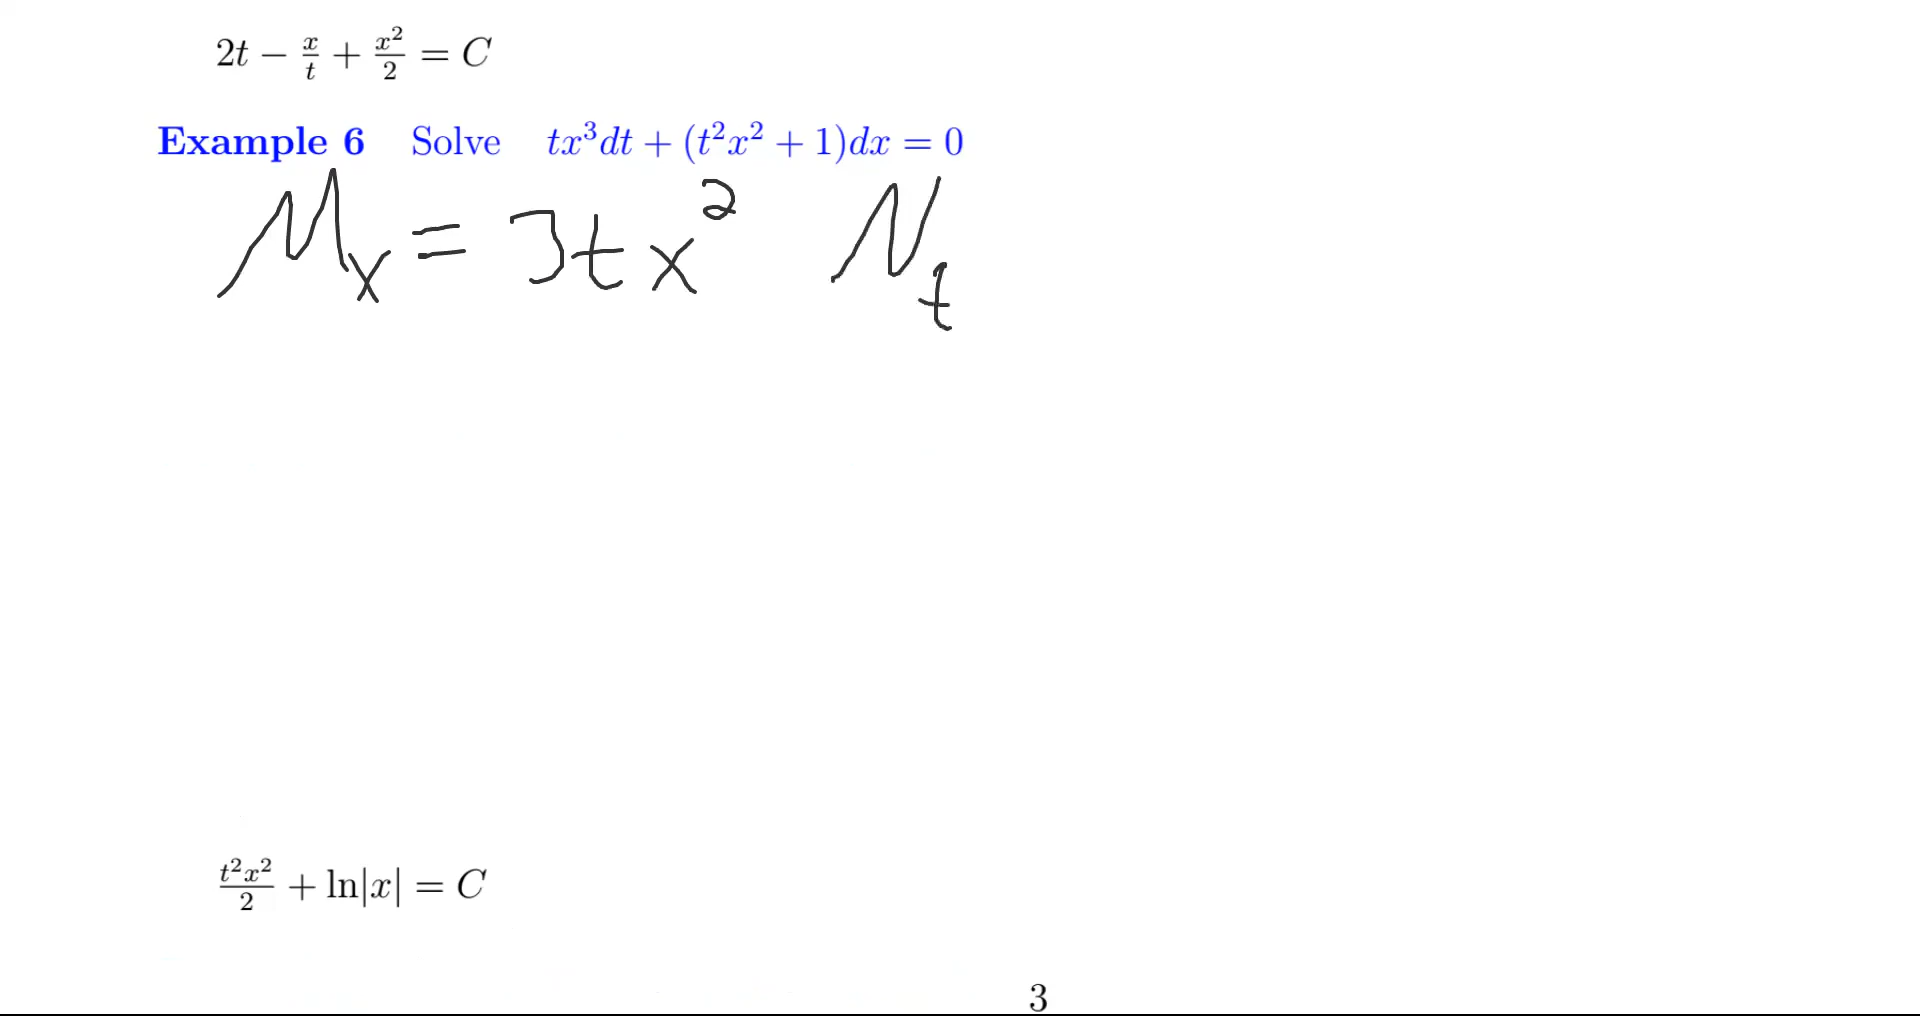 2t − x/t + x²/2 = C
Example 6 Solve tx³dt + (t²x² + 1)dx = 0
Mₓ = 3tx² Nₜ
t²x²/2 + ln|x| = C
3